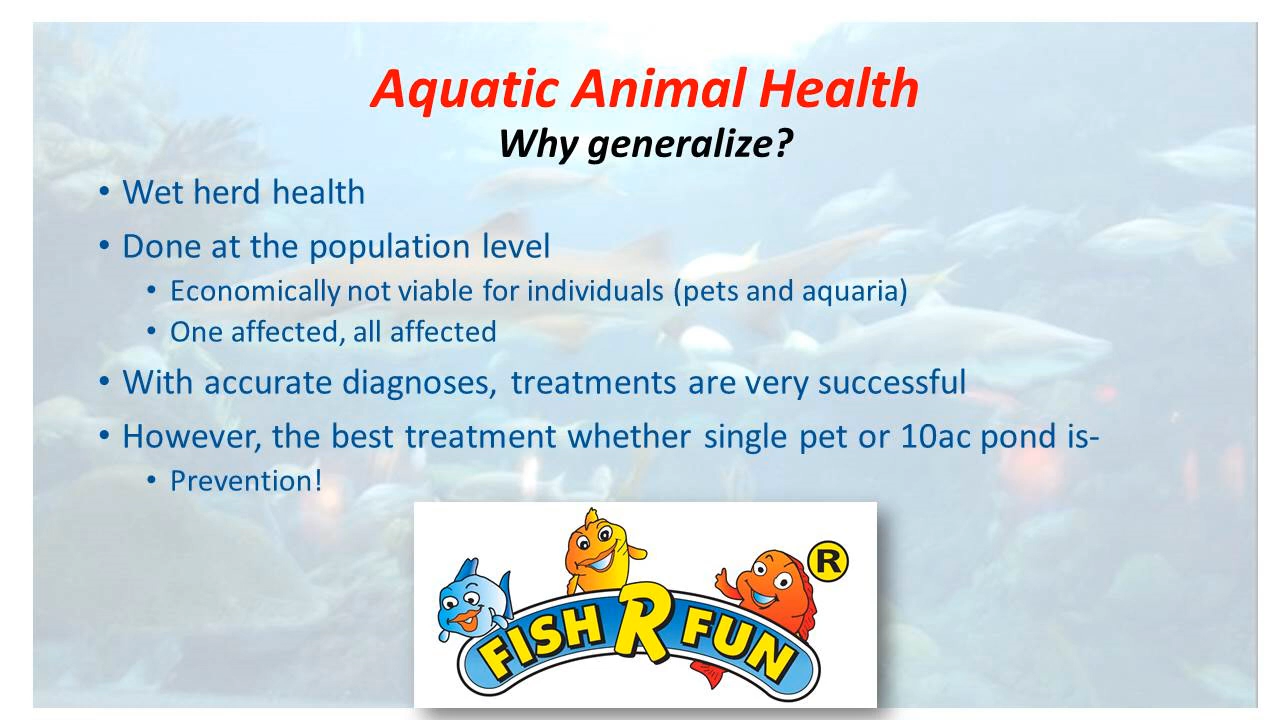 Aquatic Animal Health
Why generalize?
• Wet herd health
• Done at the population level
• Economically not viable for individuals (pets and aquaria)
• One affected, all affected
• With accurate diagnoses, treatments are very successful
• However, the best treatment whether single pet or 10ac pond is-
• Prevention!
R
FISH R FUN